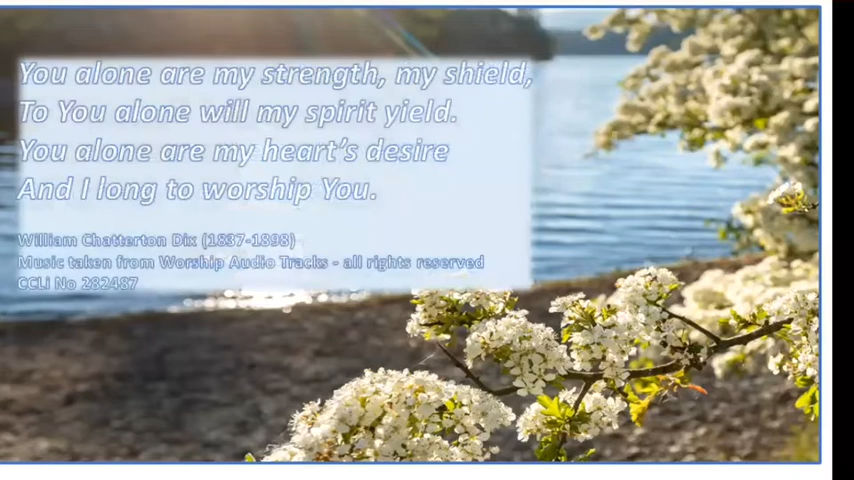 You alone are my strength, my shield,
To You alone will my spirit yield.
You alone are my heart's desire
And I long to worship You.
William Chatterton Dix (1837-1898)
Music taken from Worship Audio Tracks - all rights reserved
CCLi No 282487